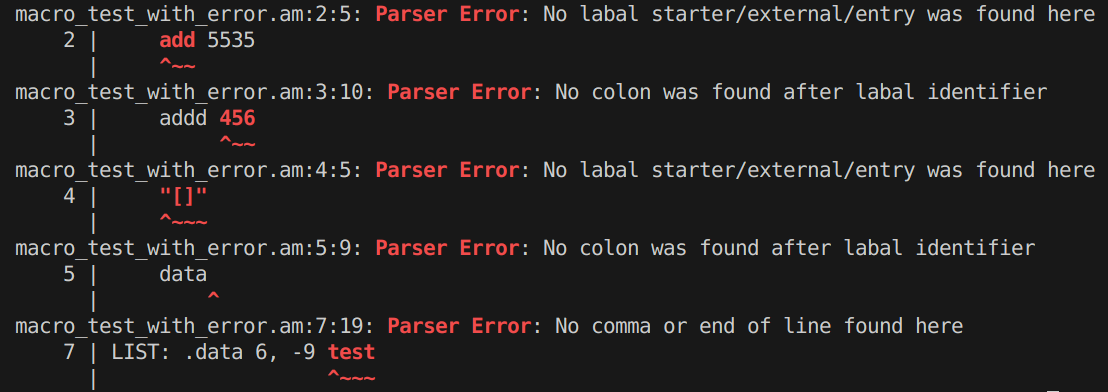 macro_test_with_error.am:2:5: Parser Error: No labal starter/external/entry was found here
    2 |     add 5535
      |     ^~~
macro_test_with_error.am:3:10: Parser Error: No colon was found after labal identifier
    3 |     addd 456
      |          ^~~
macro_test_with_error.am:4:5: Parser Error: No labal starter/external/entry was found here
    4 |     "[]"
      |     ^~~~
macro_test_with_error.am:5:9: Parser Error: No colon was found after labal identifier
    5 |     data
      |         ^
macro_test_with_error.am:7:19: Parser Error: No comma or end of line found here
    7 | LIST: .data 6, -9 test
      |                   ^~~~